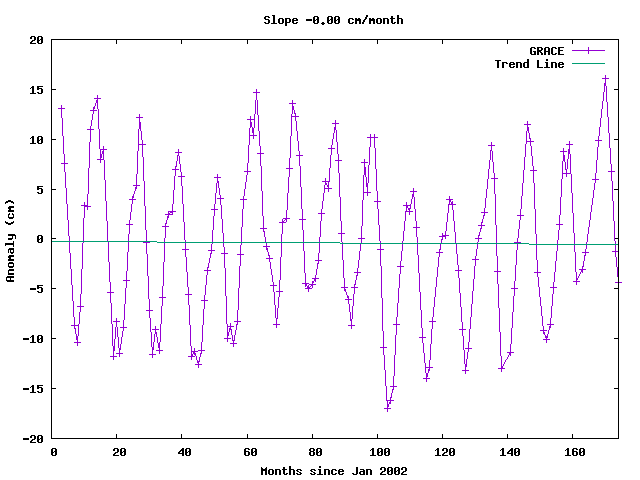 Slope -0.00 cm/month
GRACE
Trend Line
20
15
10
5
0
-5
-10
-15
-20
Anomaly (cm)
0 20 40 60 80 100 120 140 160
Months since Jan 2002